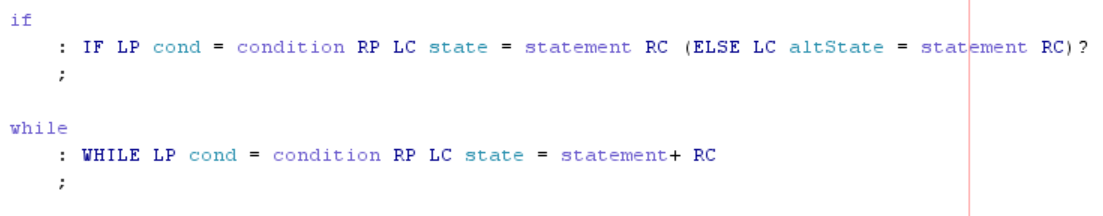 if
: IF LP cond = condition RP LC state = statement RC (ELSE LC altState = statement RC)?
;
while
: WHILE LP cond = condition RP LC state = statement+ RC
;